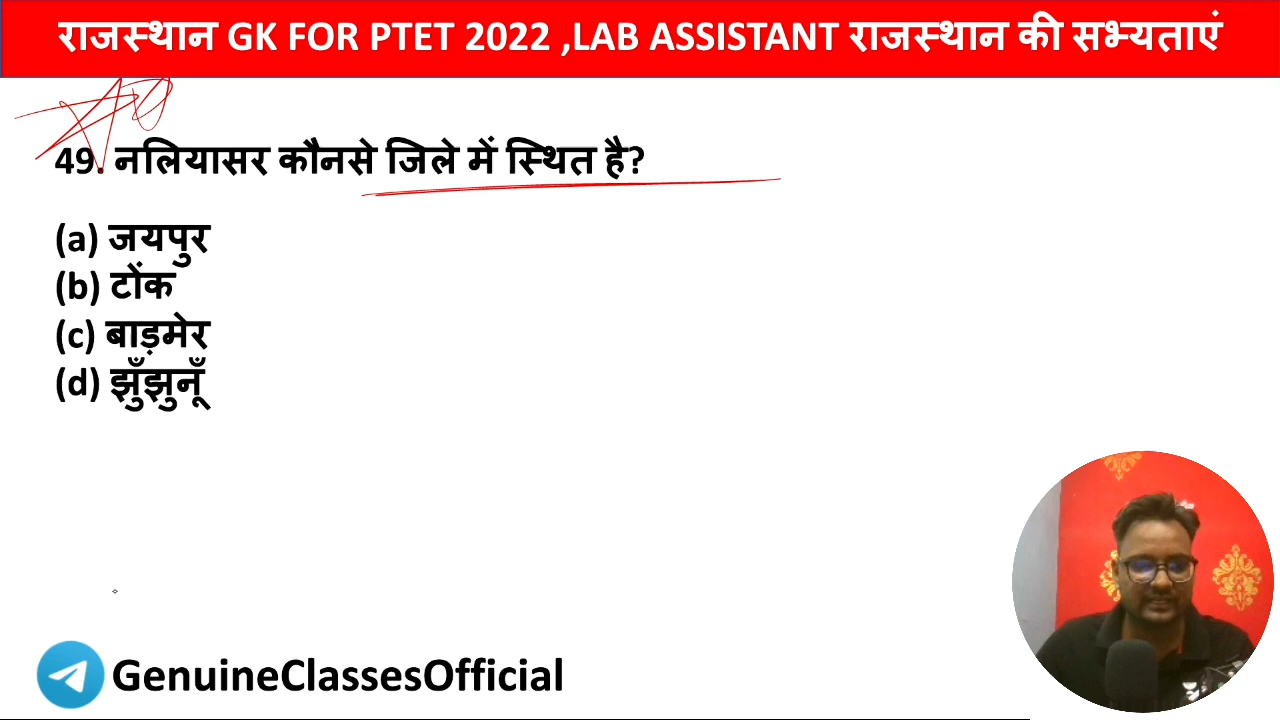 राजस्थान GK FOR PTET 2022 ,LAB ASSISTANT राजस्थान की सभ्यताएं
49. नलियासर कौनसे जिले में स्थित है?
(a) जयपुर
(b) टोंक
(c) बाड़मेर
(d) झुँझुनूँ
GenuineClassesOfficial